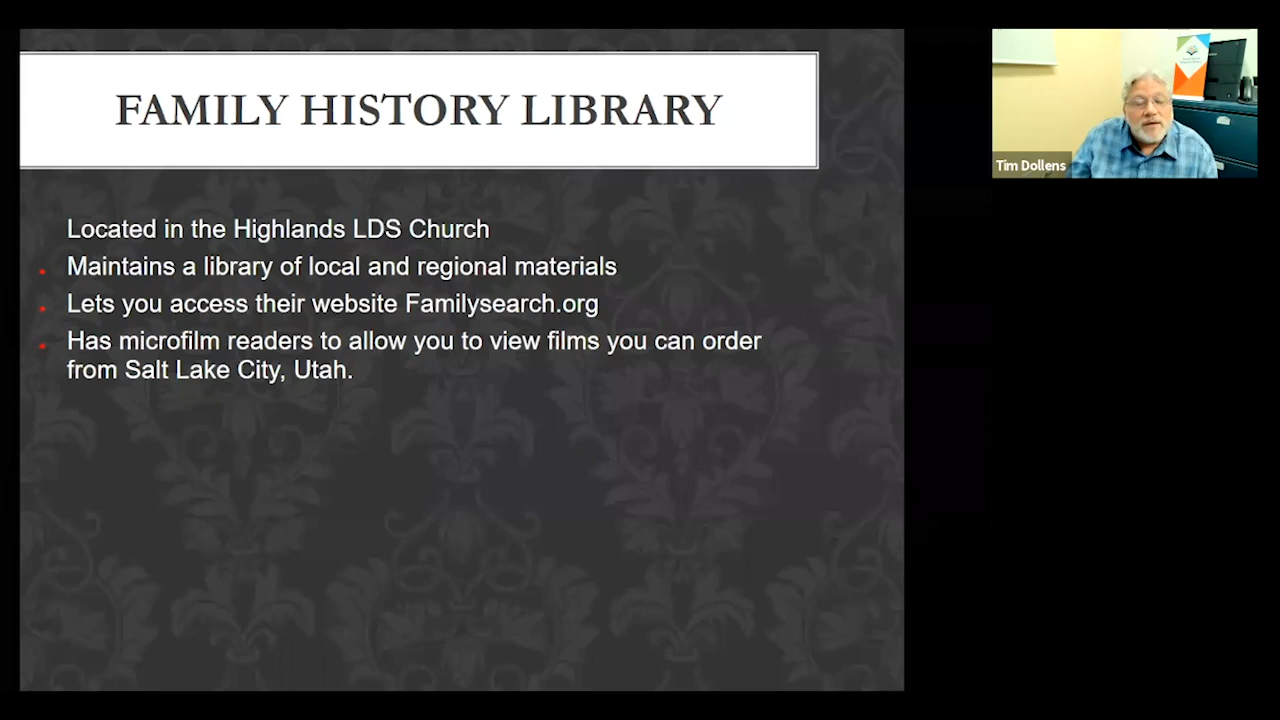 FAMILY HISTORY LIBRARY
Located in the Highlands LDS Church
Maintains a library of local and regional materials
Lets you access their website Familysearch.org
Has microfilm readers to allow you to view films you can order
from Salt Lake City, Utah.
Tim Dollens